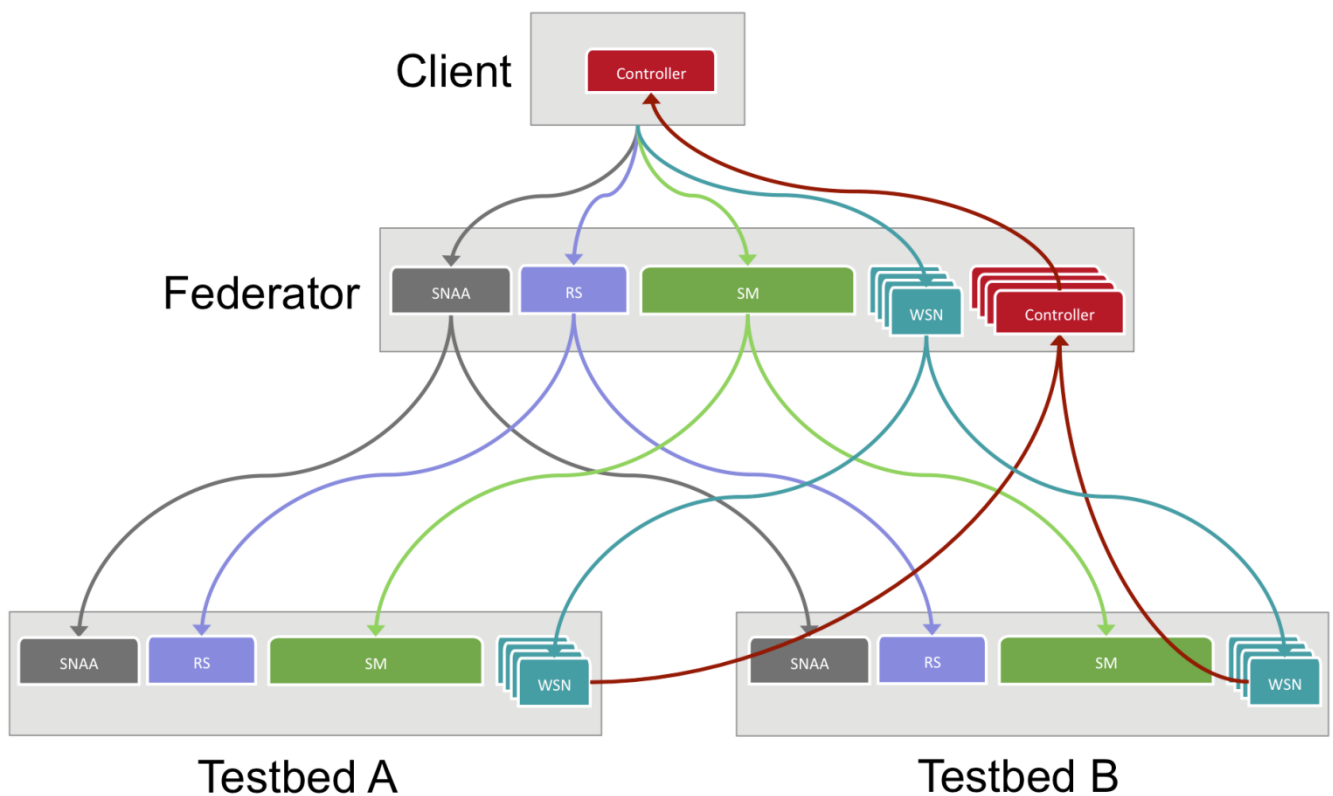 Client
Controller
Federator
SNAA
RS
SM
WSN
Controller
SNAA
RS
SM
WSN
SNAA
RS
SM
WSN
Testbed A
Testbed B